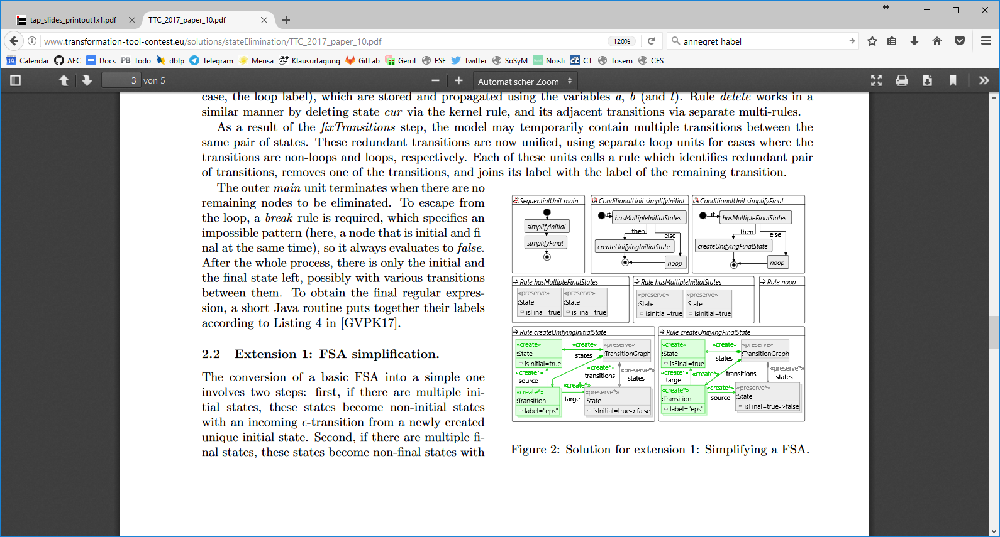 tap_slides_printout1x1.pdf
TTC_2017_paper_10.pdf
www.transformation-tool-contest.eu/solutions/stateElimination/TTC_2017_paper_10.pdf
120%
annegret habel
19 Calendar AEC Docs PB Todo dblp Telegram Mensa Klausurtagung GitLab Gerrit ESE Twitter SoSyM Noisli ct CT Tosem CFS
3 von 5
Automatischer Zoom
case, the loop label), which are stored and propagated using the variables a, b (and l). Rule delete works in a
similar manner by deleting state cur via the kernel rule, and its adjacent transitions via separate multi-rules.
As a result of the fixTransitions step, the model may temporarily contain multiple transitions between the
same pair of states. These redundant transitions are now unified, using separate loop units for cases where the
transitions are non-loops and loops, respectively. Each of these units calls a rule which identifies redundant pair
of transitions, removes one of the transitions, and joins its label with the label of the remaining transition.
The outer main unit terminates when there are no
remaining nodes to be eliminated. To escape from
the loop, a break rule is required, which specifies an
impossible pattern (here, a node that is initial and fi-
nal at the same time), so it always evaluates to false.
After the whole process, there is only the initial and
the final state left, possibly with various transitions
between them. To obtain the final regular expres-
sion, a short Java routine puts together their labels
according to Listing 4 in [GVPK17].
2.2 Extension 1: FSA simplification.
The conversion of a basic FSA into a simple one
involves two steps: first, if there are multiple ini-
tial states, these states become non-initial states
with an incoming ϵ-transition from a newly created
unique initial state. Second, if there are multiple fi-
nal states, these states become non-final states with
SequentialUnit main
simplifyInitial
simplifyFinal
ConditionalUnit simplifyInitial
if
hasMultipleInitialStates
then
else
createUnifyingInitialState
noop
ConditionalUnit simplifyFinal
if
hasMultipleFinalStates
then
else
createUnifyingFinalState
noop
Rule hasMultipleFinalStates
«preserve» «preserve»
:State :State
isFinal=true isFinal=true
Rule hasMultipleInitialStates
«preserve» «preserve»
:State :State
isInitial=true isInitial=true
Rule noop
Rule createUnifyingInitialState
«create» «create» «preserve»
:State states :TransitionGraph
isInitial=true
«create*» «create*» «preserve*»
source transitions states
«create*» «create*» «preserve*»
:Transition target :State
label="eps" isInitial=true->false
Rule createUnifyingFinalState
«create» «create» «preserve»
:State states :TransitionGraph
isFinal=true
«create*» «create*» «preserve*»
target transitions states
«create*» «create*» «preserve*»
:Transition source :State
label="eps" isFinal=true->false
Figure 2: Solution for extension 1: Simplifying a FSA.